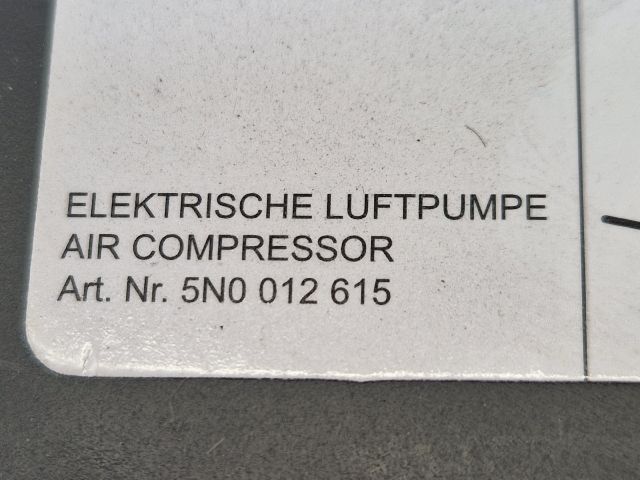 ELEKTRISCHE LUFTPUMPE
AIR COMPRESSOR
Art. Nr. 5N0 012 615